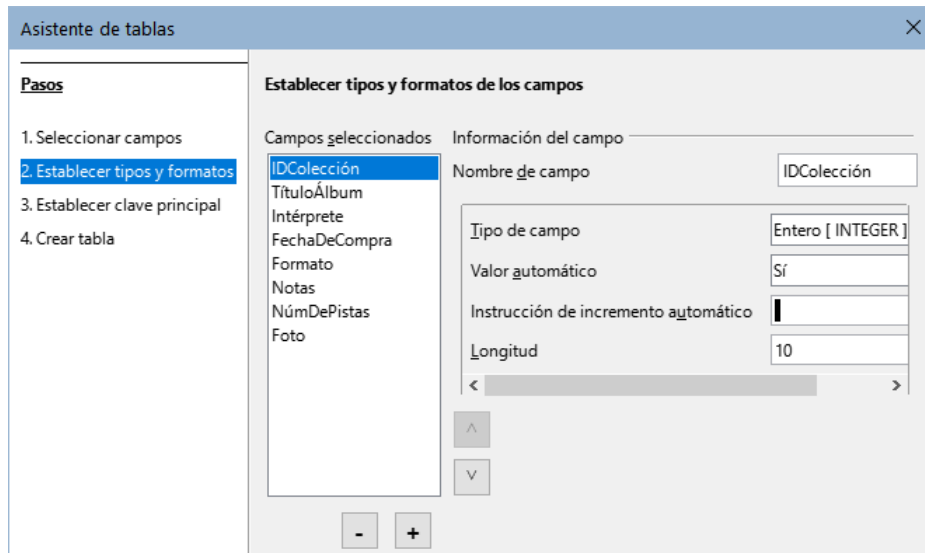 Asistente de tablas
Pasos
1. Seleccionar campos
2. Establecer tipos y formatos
3. Establecer clave principal
4. Crear tabla
Establecer tipos y formatos de los campos
Campos seleccionados
IDColección
TítuloÁlbum
Intérprete
FechaDeCompra
Formato
Notas
NúmDePistas
Foto
- +
Información del campo
Nombre de campo IDColección
Tipo de campo Entero [ INTEGER ]
Valor automático Sí
Instrucción de incremento automático
Longitud 10